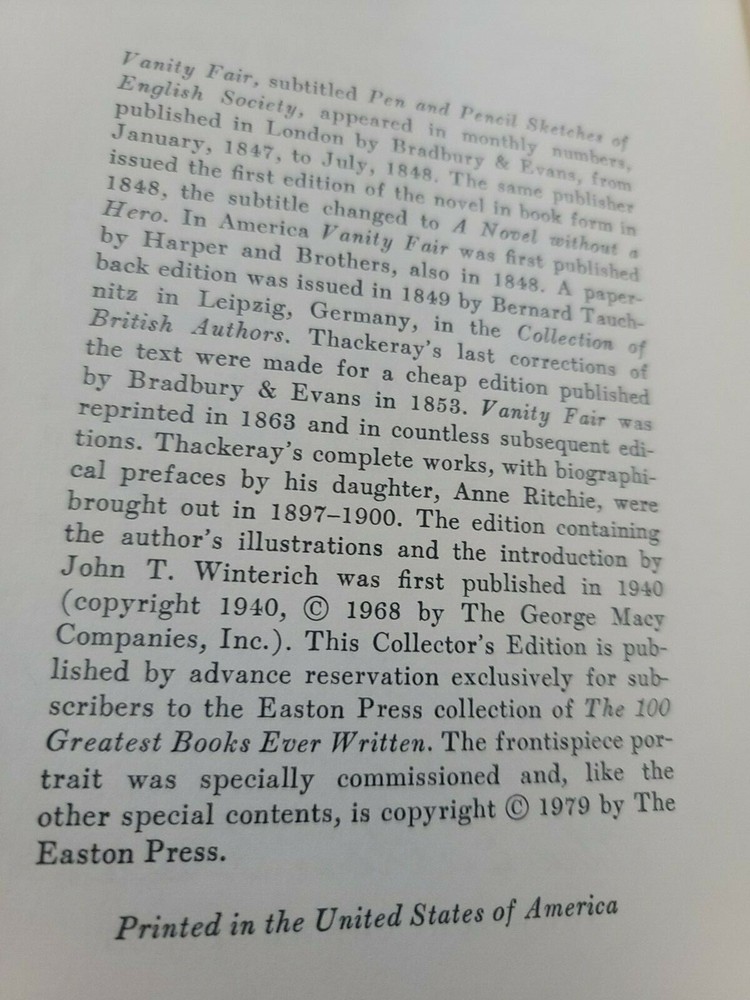 Vanity Fair, subtitled Pen and Pencil Sketches of
English Society, appeared in monthly numbers,
published in London by Bradbury & Evans, from
January, 1847, to July, 1848. The same publisher
issued the first edition of the novel in book form in
1848, the subtitle changed to A Novel without a
Hero. In America Vanity Fair was first published
by Harper and Brothers, also in 1848. A paper-
back edition was issued in 1849 by Bernard Tauch-
nitz in Leipzig, Germany, in the Collection of
British Authors. Thackeray's last corrections of
the text were made for a cheap edition published
by Bradbury & Evans in 1853. Vanity Fair was
reprinted in 1863 and in countless subsequent edi-
tions. Thackeray's complete works, with biographi-
cal prefaces by his daughter, Anne Ritchie, were
brought out in 1897–1900. The edition containing
the author's illustrations and the introduction by
John T. Winterich was first published in 1940
(copyright 1940, © 1968 by The George Macy
Companies, Inc.). This Collector's Edition is pub-
lished by advance reservation exclusively for sub-
scribers to the Easton Press collection of The 100
Greatest Books Ever Written. The frontispiece por-
trait was specially commissioned and, like the
other special contents, is copyright © 1979 by The
Easton Press.
Printed in the United States of America